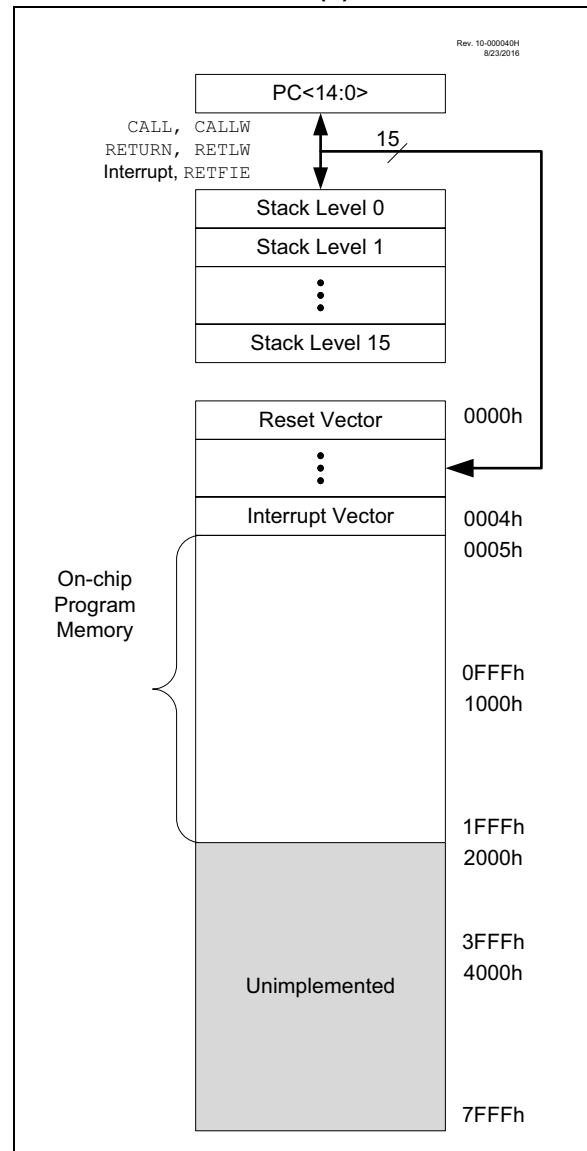 Rev. 10-000040H
8/23/2016
PC<14:0>
CALL, CALLW
RETURN, RETLW
Interrupt, RETFIE
15
Stack Level 0
Stack Level 1
Stack Level 15
Reset Vector
0000h
Interrupt Vector
0004h
0005h
On-chip
Program
Memory
0FFFh
1000h
1FFFh
2000h
3FFFh
4000h
Unimplemented
7FFFh